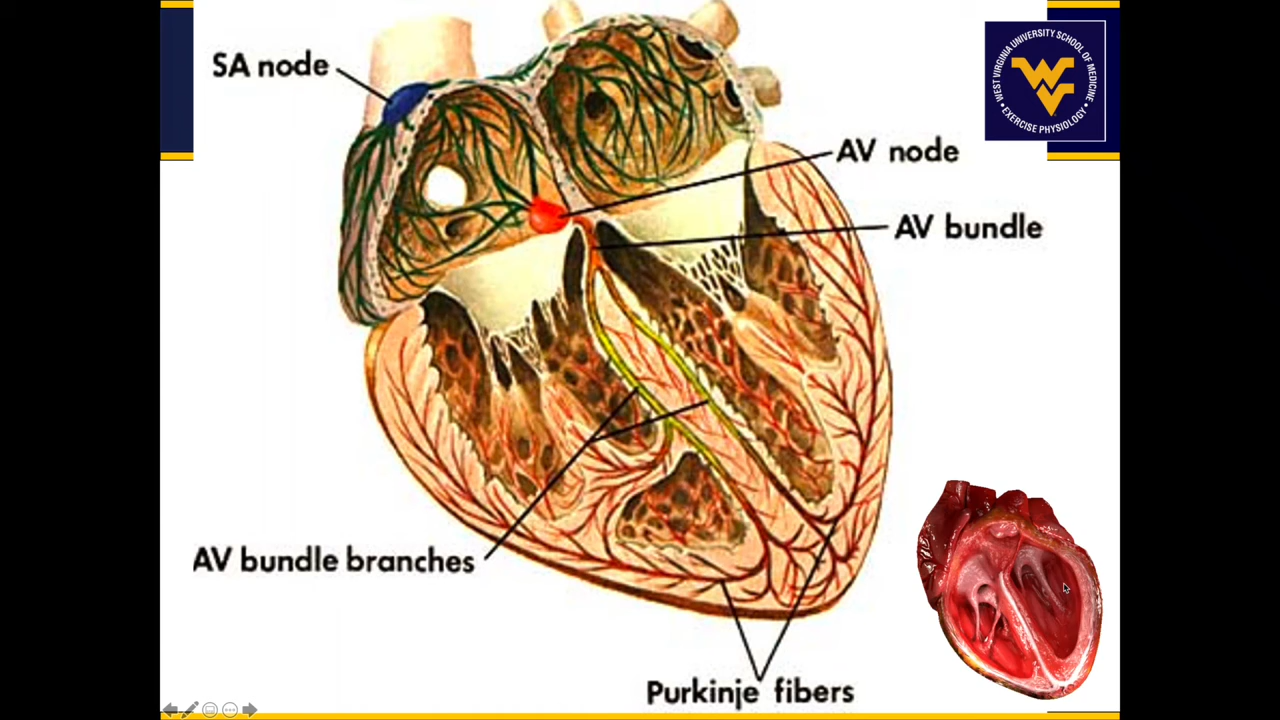 SA node
WEST VIRGINIA UNIVERSITY SCHOOL OF MEDICINE
• EXERCISE PHYSIOLOGY •
WV
AV node
AV bundle
AV bundle branches
Purkinje fibers